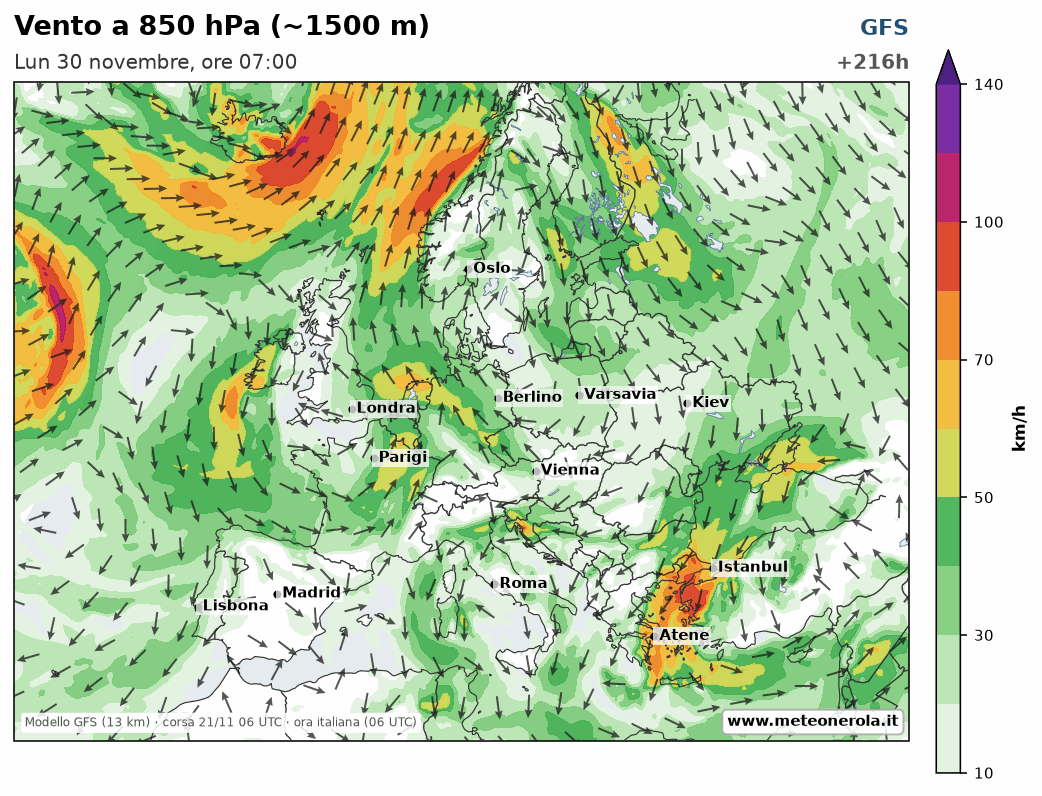 Vento a 850 hPa (~1500 m)
GFS
Lun 30 novembre, ore 07:00
+216h
140
100
70
50
30
10
km/h
Oslo
Berlino
Varsavia
Kiev
Londra
Parigi
Vienna
Istanbul
Roma
Madrid
Lisbona
Atene
Modello GFS (13 km) · corsa 21/11 06 UTC · ora italiana (06 UTC)
www.meteonerola.it